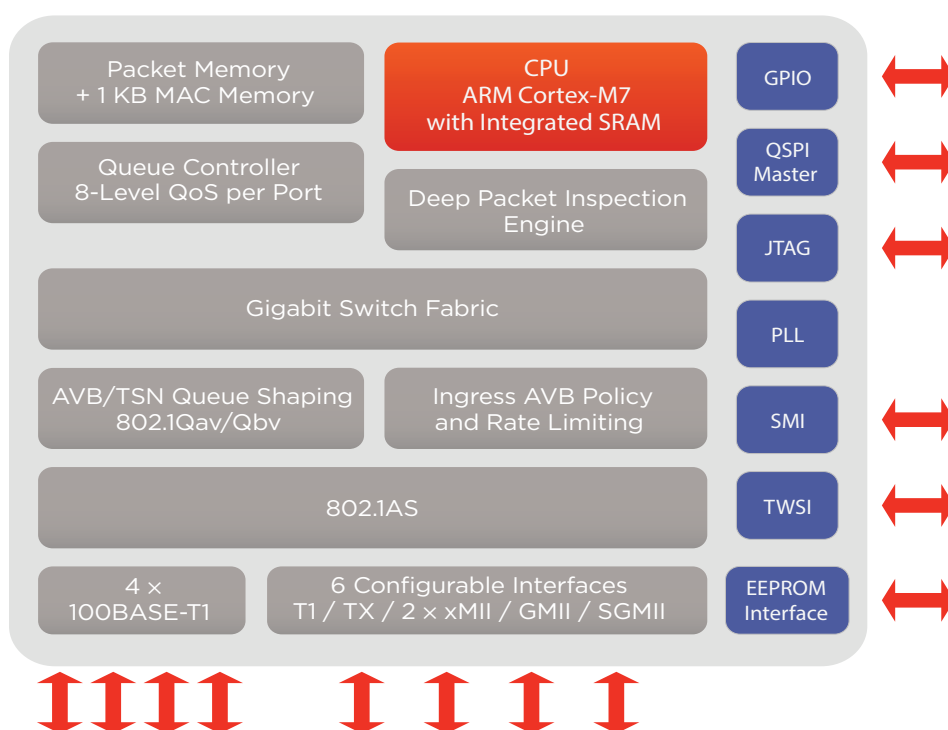 Packet Memory
+ 1 KB MAC Memory
CPU
ARM Cortex-M7
with Integrated SRAM
GPIO
Queue Controller
8-Level QoS per Port
QSPI
Master
Deep Packet Inspection
Engine
JTAG
Gigabit Switch Fabric
PLL
AVB/TSN Queue Shaping
802.1Qav/Qbv
Ingress AVB Policy
and Rate Limiting
SMI
802.1AS
TWSI
4 ×
100BASE-T1
6 Configurable Interfaces
T1 / TX / 2 × xMII / GMII / SGMII
EEPROM
Interface